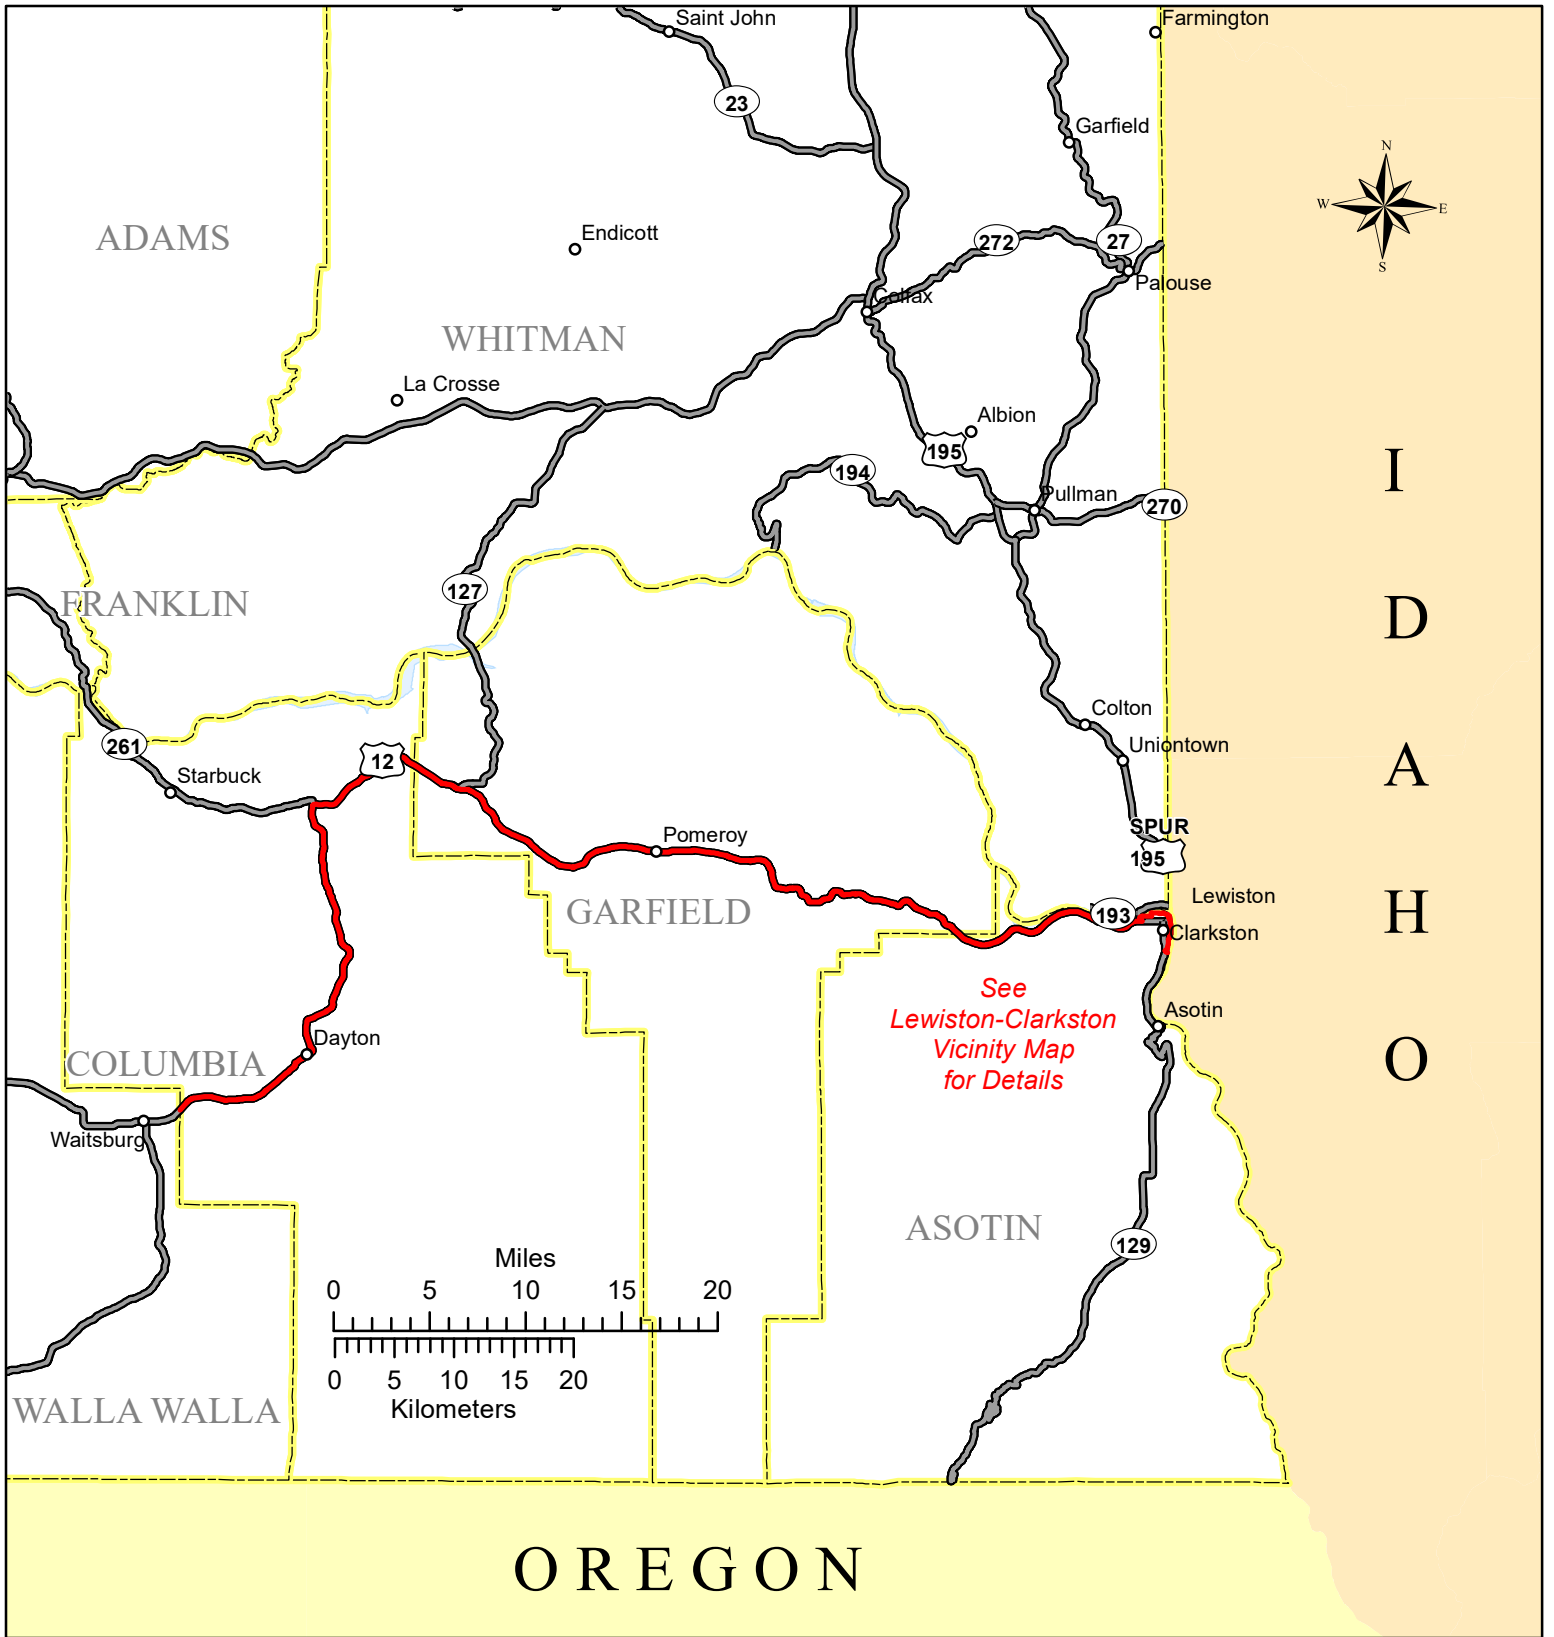 Saint John
Farmington
23
Garfield
N
W
E
S
ADAMS
Endicott
272
27
Palouse
Colfax
WHITMAN
La Crosse
Albion
195
194
Pullman
270
I
D
A
H
O
127
FRANKLIN
Colton
261
12
Uniontown
Starbuck
SPUR
195
Pomeroy
Lewiston
193
GARFIELD
Clarkston
See
Lewiston-Clarkston
Vicinity Map
for Details
Asotin
Dayton
COLUMBIA
Waitsburg
ASOTIN
129
Miles
0 5 10 15 20
0 5 10 15 20
Kilometers
WALLA WALLA
OREGON